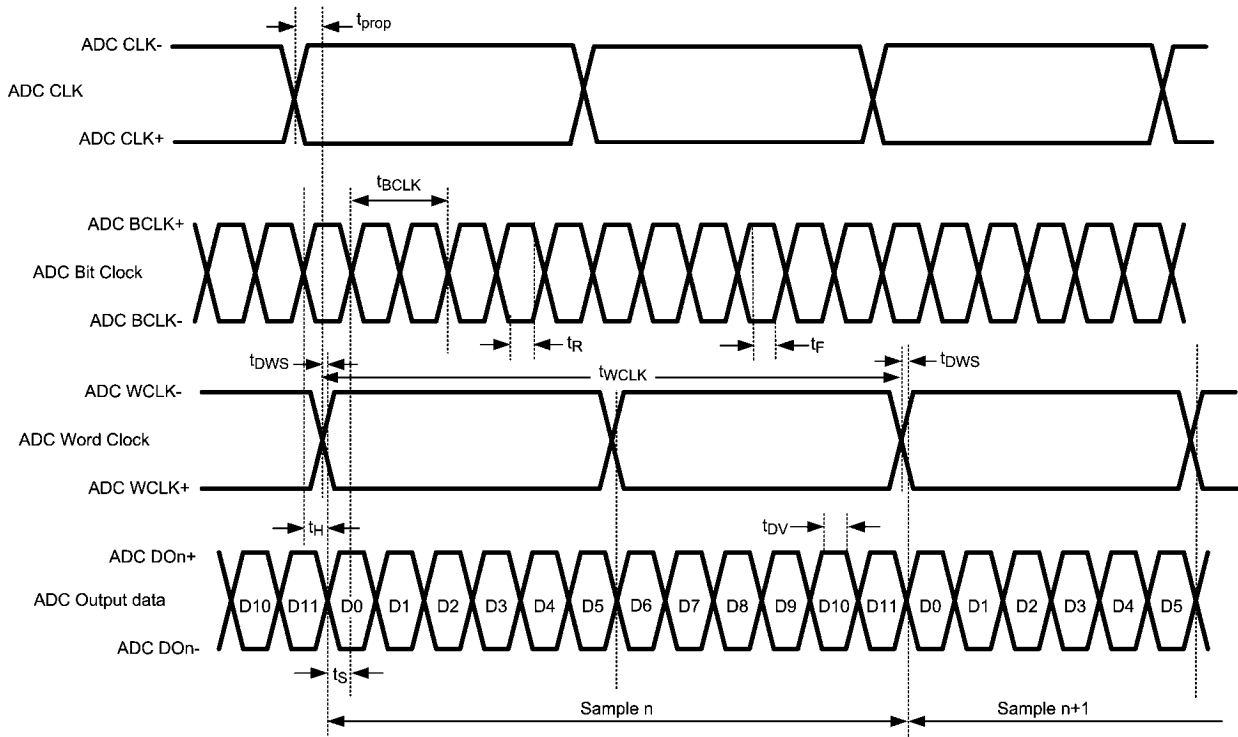 tprop
ADC CLK-
ADC CLK
ADC CLK+
tBCLK
ADC BCLK+
ADC Bit Clock
ADC BCLK-
tR
tF
tDWS
tWCLK
tDWS
ADC WCLK-
ADC Word Clock
ADC WCLK+
tH
tDV
ADC DOn+
ADC Output data
D10 D11 D0 D1 D2 D3 D4 D5 D6 D7 D8 D9 D10 D11 D0 D1 D2 D3 D4 D5
ADC DOn-
tS
Sample n
Sample n+1